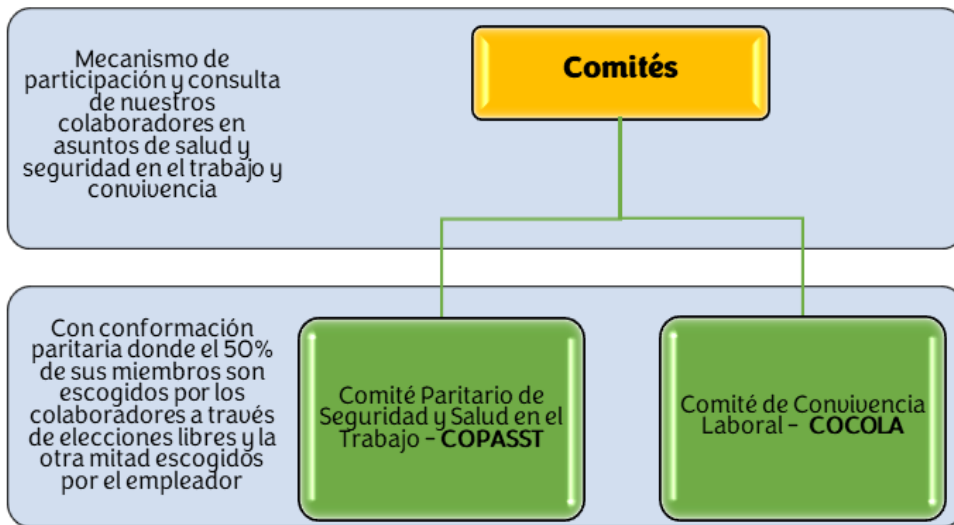 Mecanismo de
participación y consulta
de nuestros
colaboradores en
asuntos de salud y
seguridad en el trabajo y
convivencia
Comités
Con conformación
paritaria donde el 50%
de sus miembros son
escogidos por los
colaboradores a través
de elecciones libres y la
otra mitad escogidos
por el empleador
Comité Paritario de
Seguridad y Salud en el
Trabajo - COPASST
Comité de Convivencia
Laboral - COCOLA